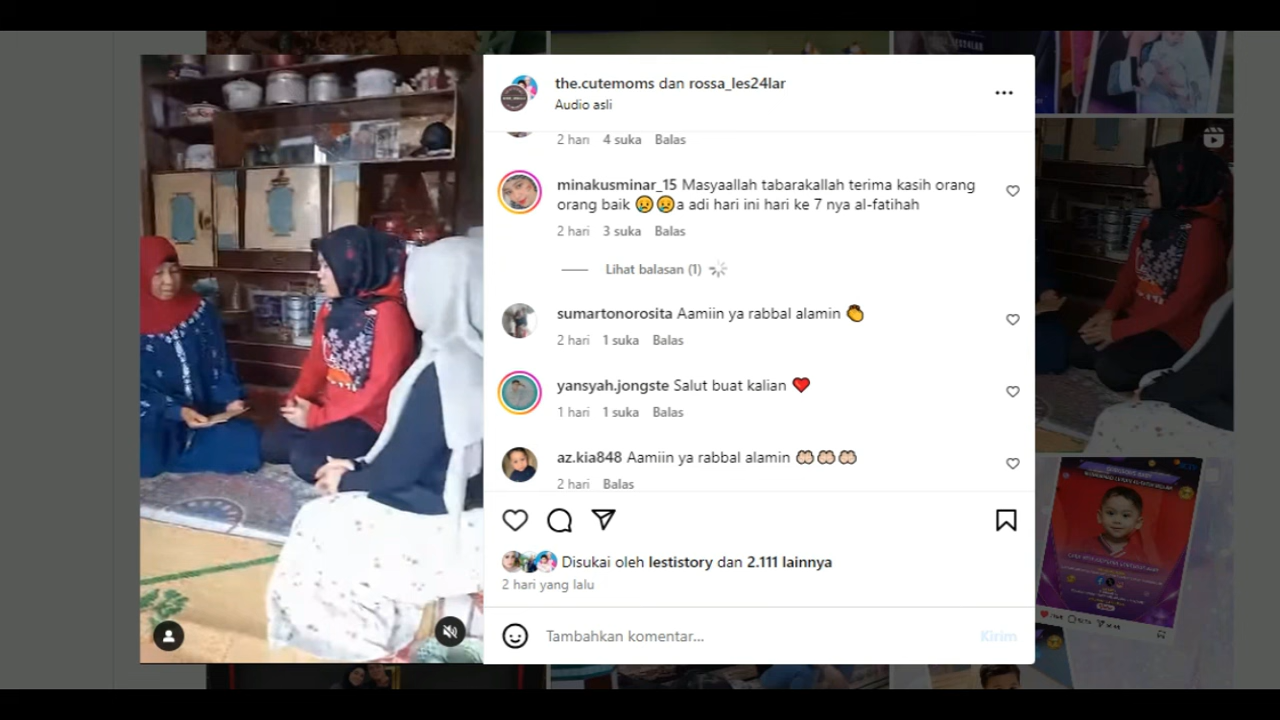 the.cutemoms dan rossa_les24lar
Audio asli
2 hari 4 suka Balas
minakusminar_15 Masyaallah tabarakallah terima kasih orang
orang baik 😢😢a adi hari ini hari ke 7 nya al-fatihah
2 hari 3 suka Balas
Lihat balasan (1)
sumartonorosita Aamiin ya rabbal alamin 👏
2 hari 1 suka Balas
yansyah.jongste Salut buat kalian ❤️
1 hari 1 suka Balas
az.kia848 Aamiin ya rabbal alamin 🤲🤲🤲
2 hari Balas
Disukai oleh lestistory dan 2.111 lainnya
2 hari yang lalu
Tambahkan komentar...
Kirim